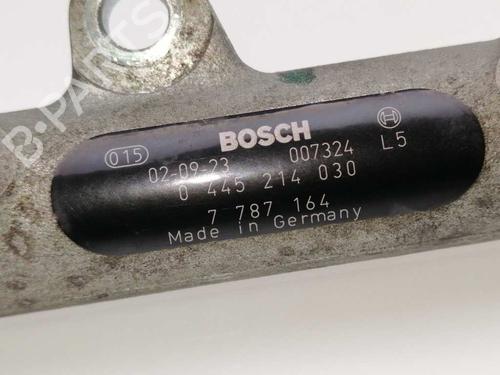 B-PARTS
BOSCH
015 02-09-23 007324 L5
0 445 214 030
7 787 164
Made in Germany